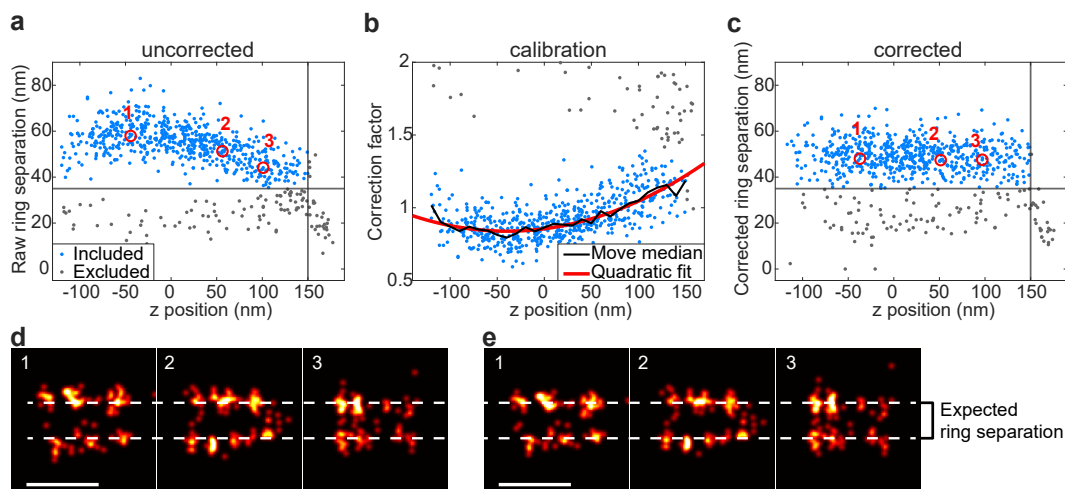 a
uncorrected
Raw ring separation (nm)
80
60
40
20
0
1
2
3
Included
Excluded
-100 -50 0 50 100 150
z position (nm)
b
calibration
Correction factor
2
1.5
1
0.5
Move median
Quadratic fit
-100 -50 0 50 100 150
z position (nm)
c
corrected
Corrected ring separation (nm)
80
60
40
20
0
1
2
3
-100 -50 0 50 100 150
z position (nm)
d
1
2
3
e
1
2
3
Expected
ring separation